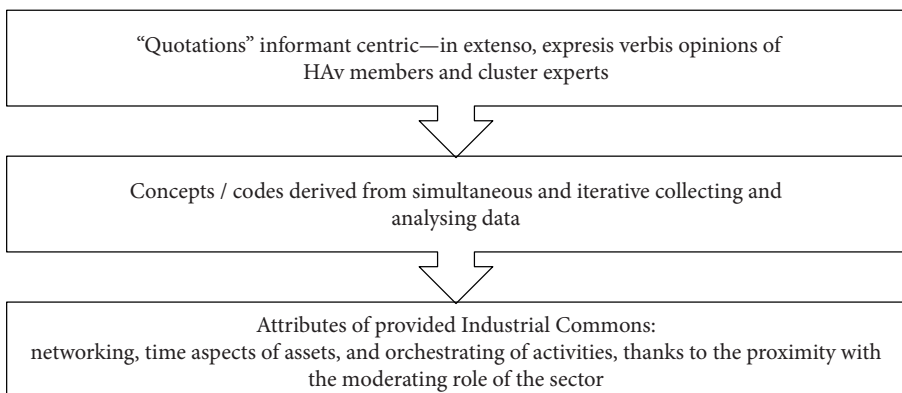 “Quotations” informant centric—in extenso, expresis verbis opinions of
HAv members and cluster experts
Concepts / codes derived from simultaneous and iterative collecting and
analysing data
Attributes of provided Industrial Commons:
networking, time aspects of assets, and orchestrating of activities, thanks to the proximity with
the moderating role of the sector